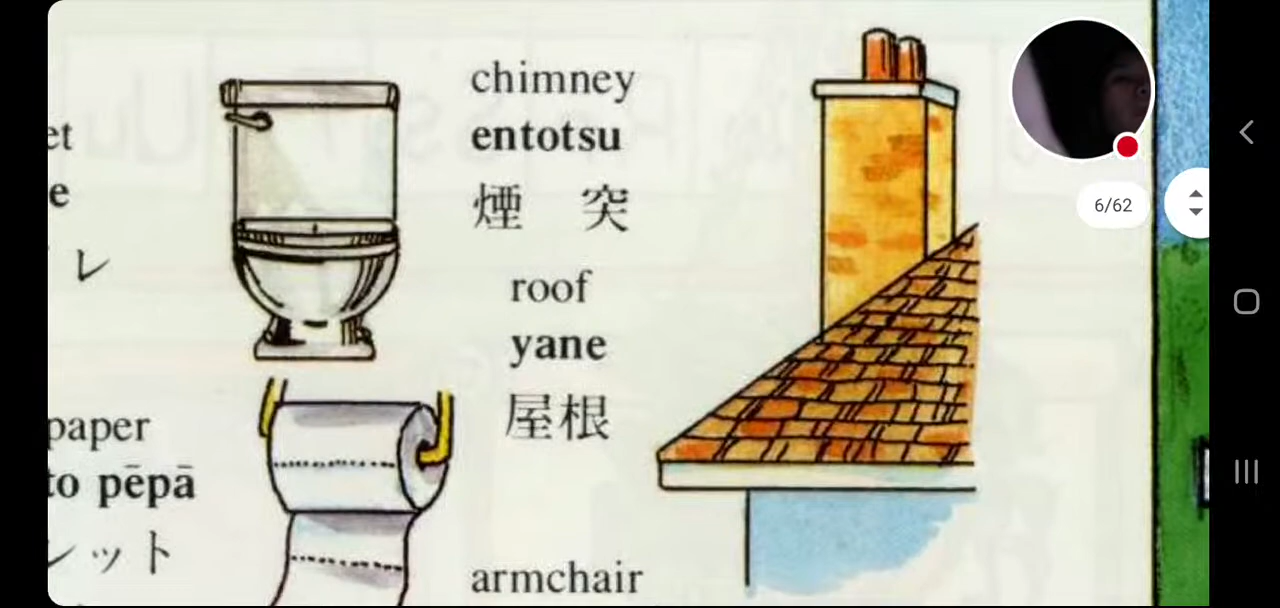 et
e
レ
paper
to pēpā
レット
chimney
entotsu
煙 突
roof
yane
屋根
armchair
6/62